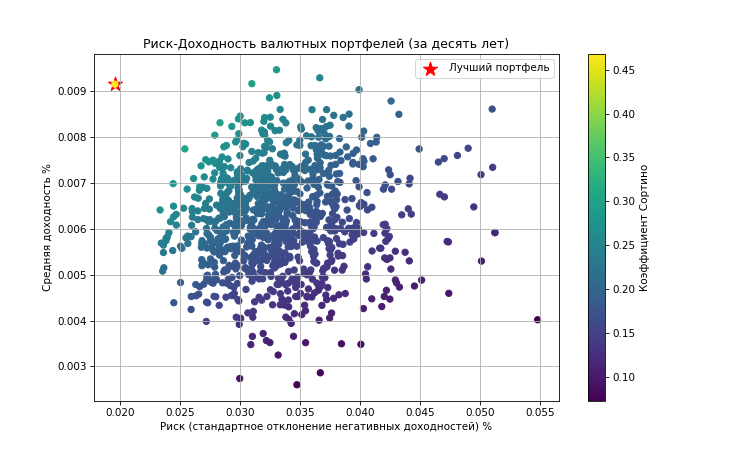 Риск-Доходность валютных портфелей (за десять лет)
Лучший портфель
Средняя доходность %
0.009
0.008
0.007
0.006
0.005
0.004
0.003
0.020 0.025 0.030 0.035 0.040 0.045 0.050 0.055
Риск (стандартное отклонение негативных доходностей) %
0.45
0.40
0.35
0.30
0.25
0.20
0.15
0.10
Коэффициент Сортино